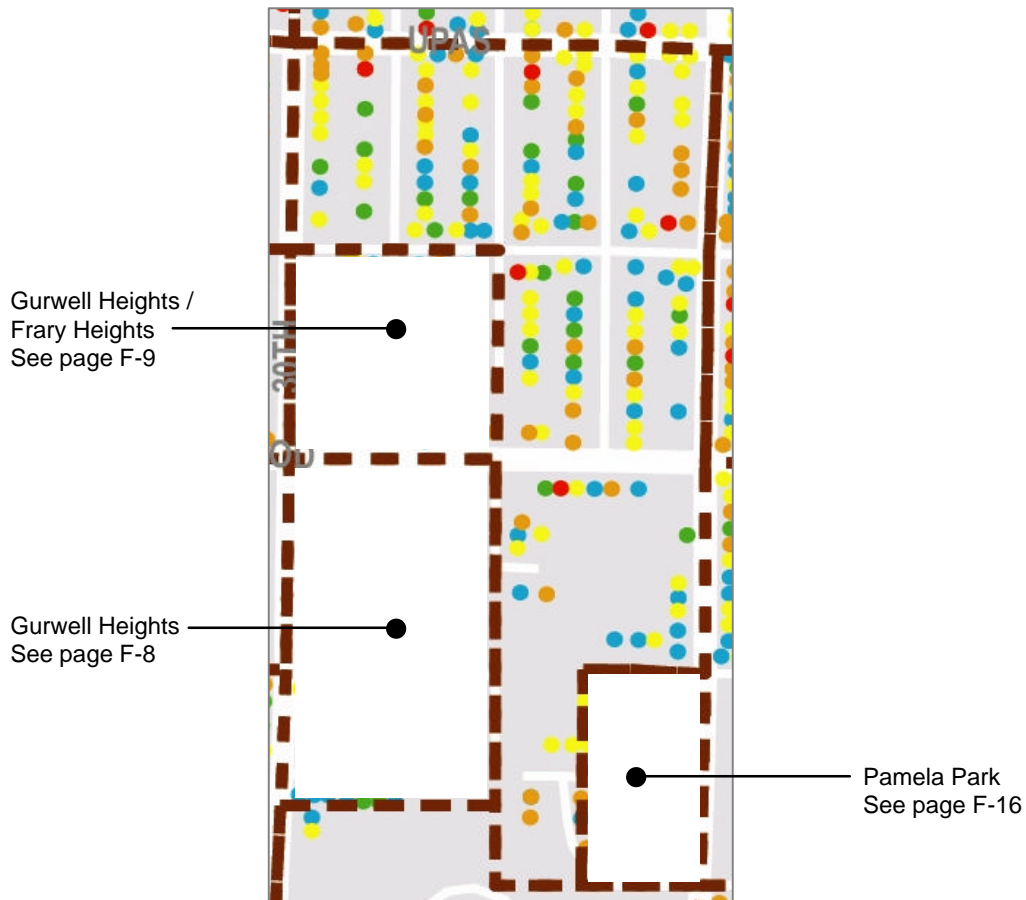 UPAS
Gurwell Heights /
Frary Heights
See page F-9
30TH
Gurwell Heights
See page F-8
Pamela Park
See page F-16